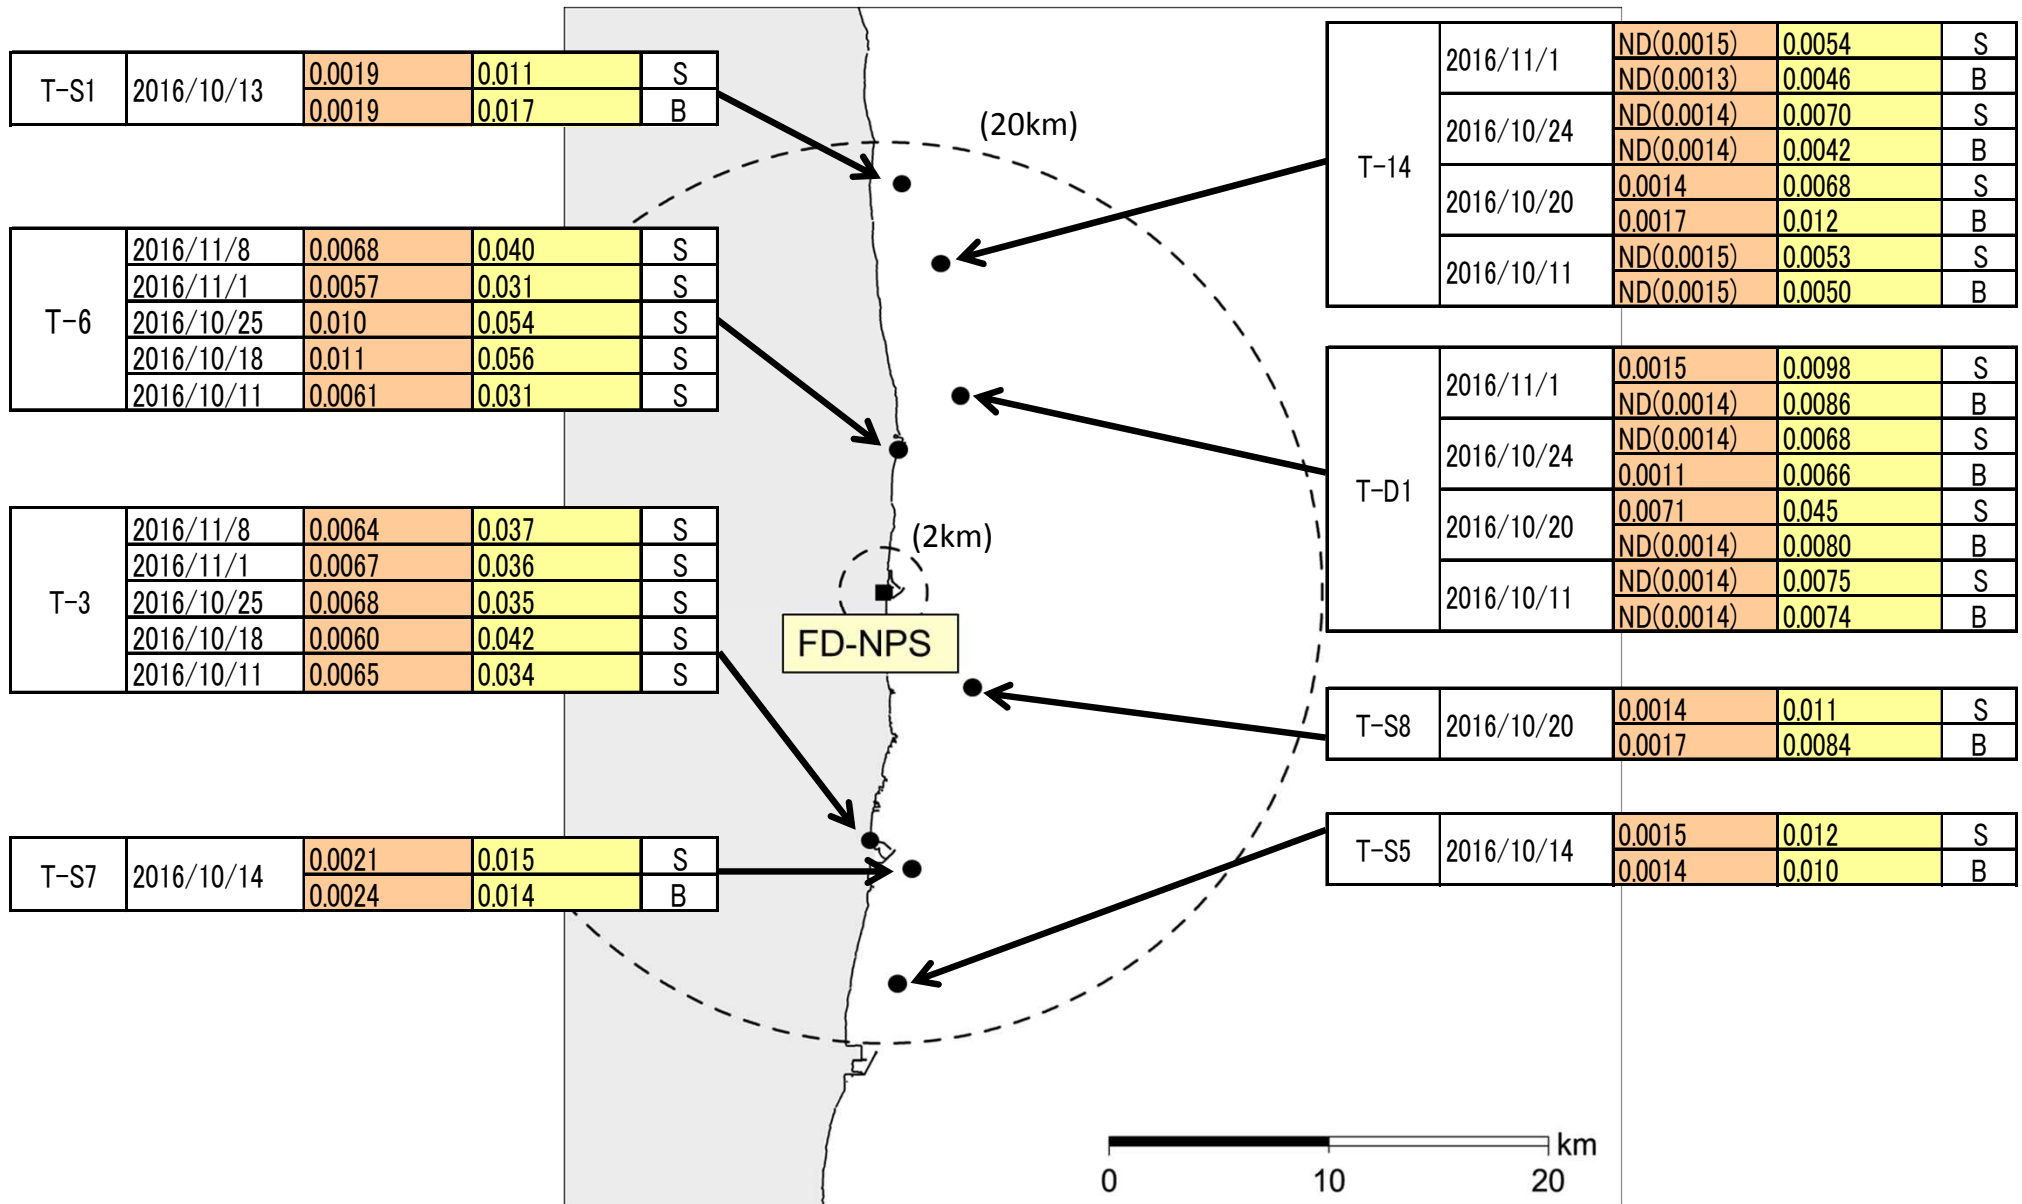 T-S1 2016/10/13 0.0019 0.011 S
0.0019 0.017 B
T-6 2016/11/8 0.0068 0.040 S
2016/11/1 0.0057 0.031 S
2016/10/25 0.010 0.054 S
2016/10/18 0.011 0.056 S
2016/10/11 0.0061 0.031 S
T-3 2016/11/8 0.0064 0.037 S
2016/11/1 0.0067 0.036 S
2016/10/25 0.0068 0.035 S
2016/10/18 0.0060 0.042 S
2016/10/11 0.0065 0.034 S
T-S7 2016/10/14 0.0021 0.015 S
0.0024 0.014 B
(20km)
(2km)
FD-NPS
T-14 2016/11/1 ND(0.0015) 0.0054 S
ND(0.0013) 0.0046 B
2016/10/24 ND(0.0014) 0.0070 S
ND(0.0014) 0.0042 B
2016/10/20 0.0014 0.0068 S
0.0017 0.012 B
2016/10/11 ND(0.0015) 0.0053 S
ND(0.0015) 0.0050 B
T-D1 2016/11/1 0.0015 0.0098 S
ND(0.0014) 0.0086 B
2016/10/24 ND(0.0014) 0.0068 S
0.0011 0.0066 B
2016/10/20 0.0071 0.045 S
ND(0.0014) 0.0080 B
2016/10/11 ND(0.0014) 0.0075 S
ND(0.0014) 0.0074 B
T-S8 2016/10/20 0.0014 0.011 S
0.0017 0.0084 B
T-S5 2016/10/14 0.0015 0.012 S
0.0014 0.010 B
km
0 10 20